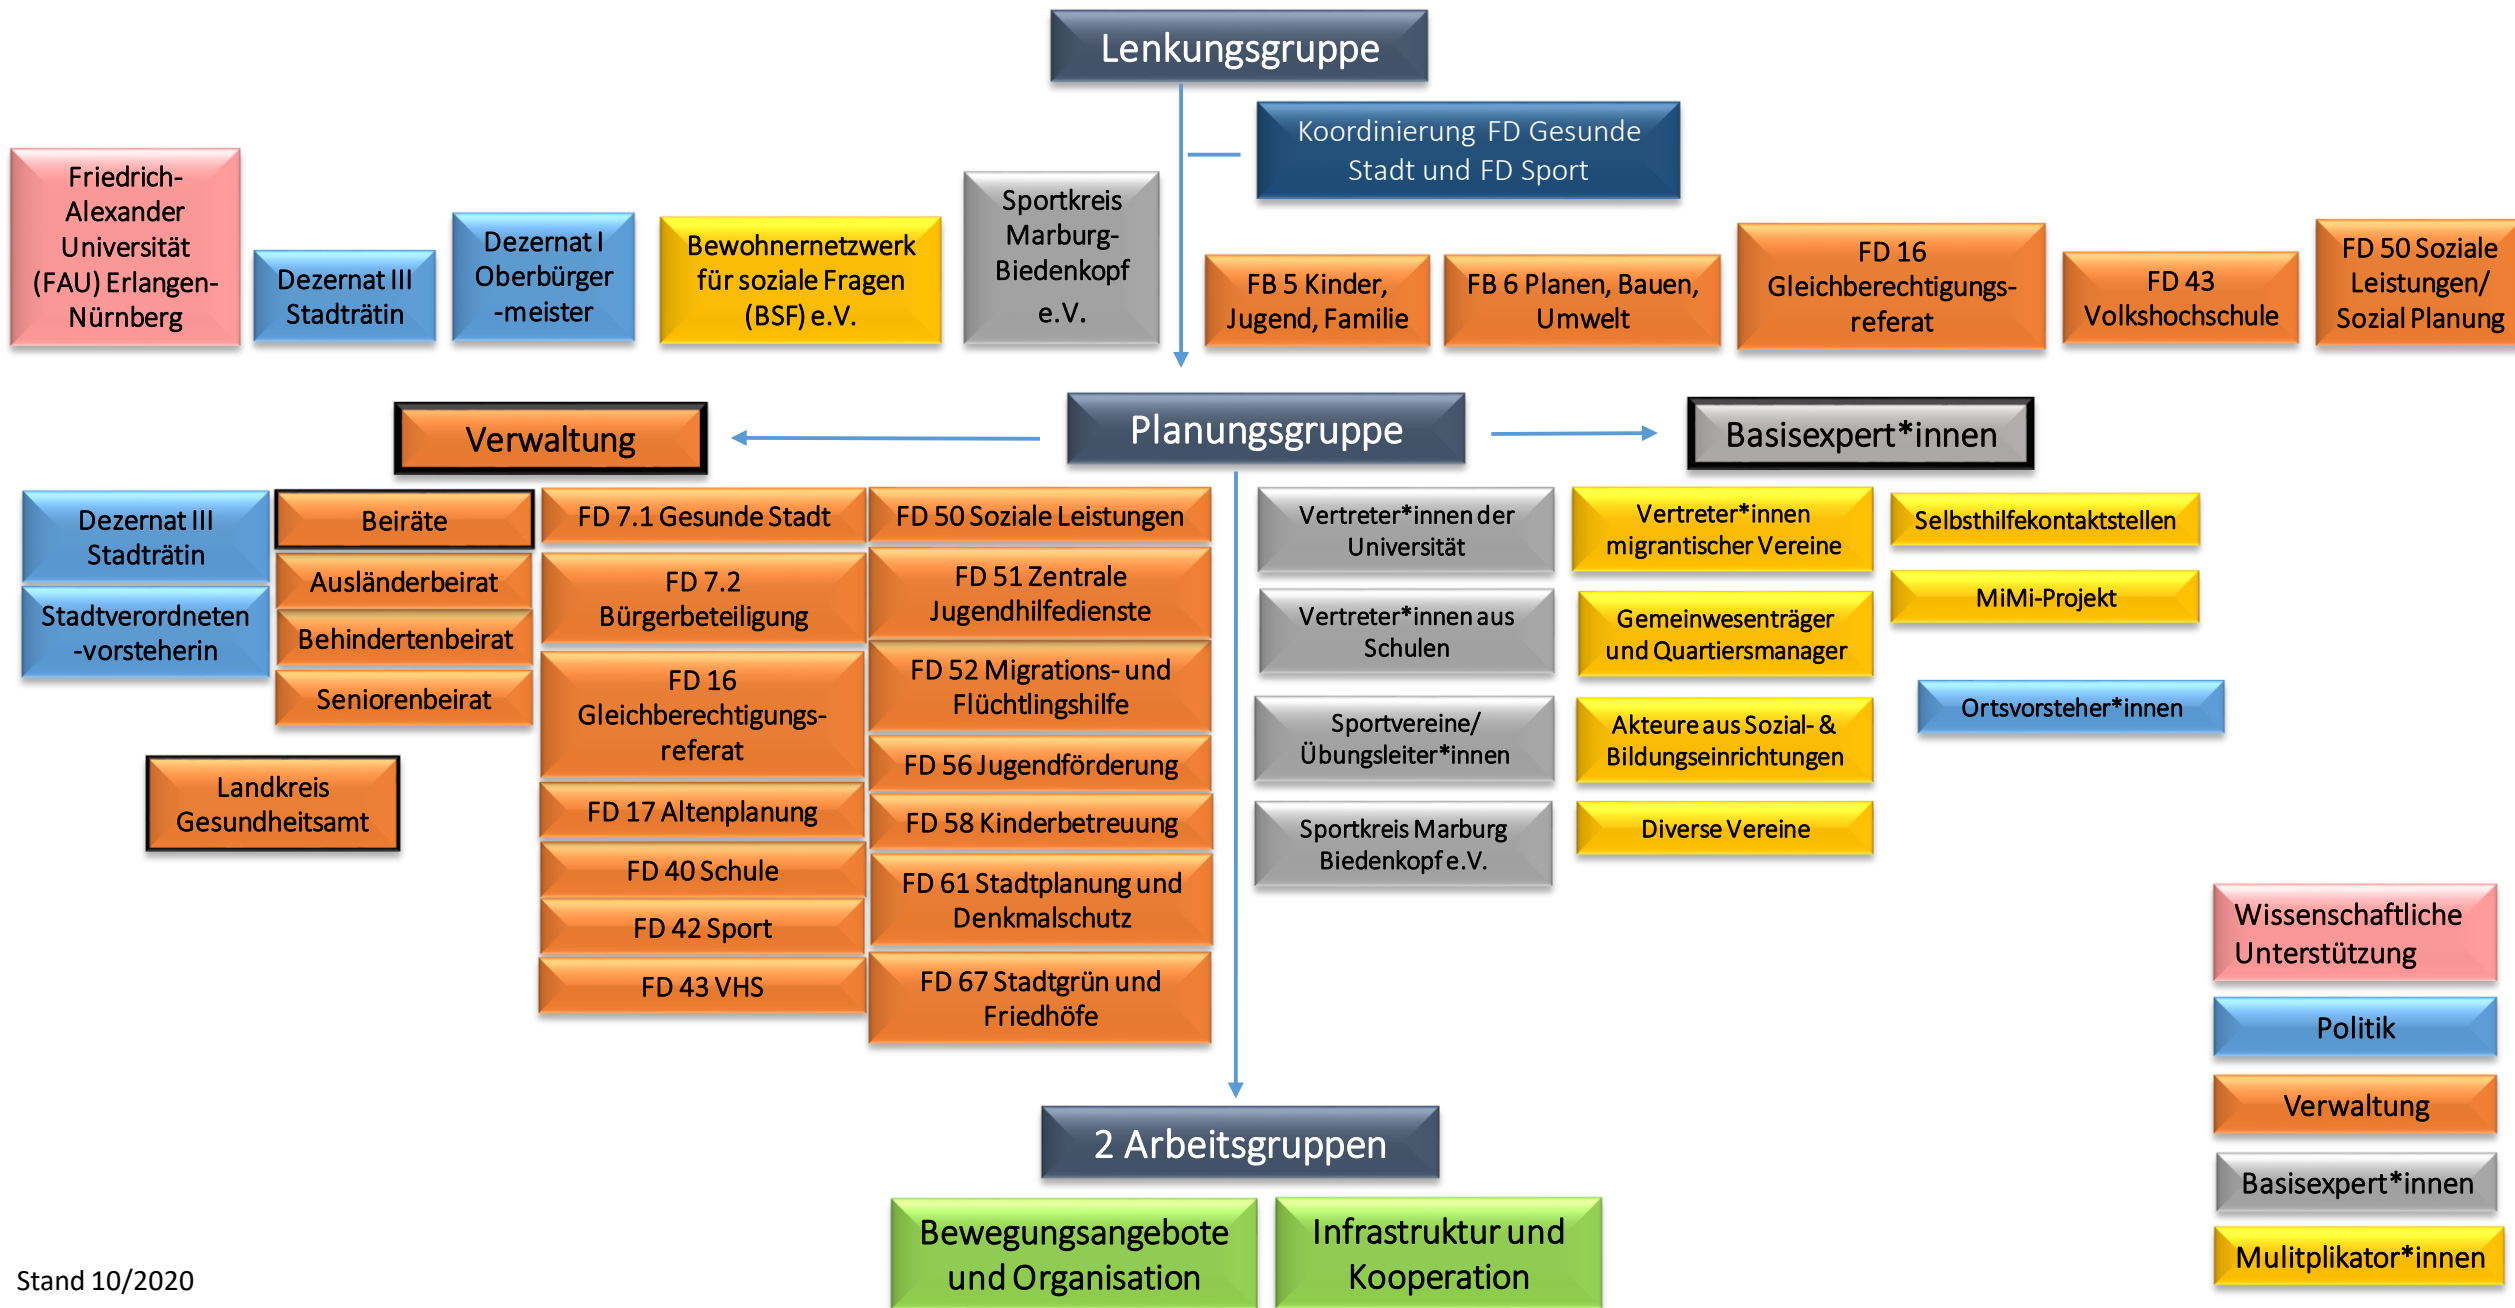 Lenkungsgruppe
Koordinierung FD Gesunde
Stadt und FD Sport
Friedrich-
Alexander
Universität
(FAU) Erlangen-
Nürnberg
Dezernat III
Stadträtin
Dezernat I
Oberbürger
-meister
Bewohnernetzwerk
für soziale Fragen
(BSF) e.V.
Sportkreis
Marburg-
Biedenkopf
e.V.
FB 5 Kinder,
Jugend, Familie
FB 6 Planen, Bauen,
Umwelt
FD 16
Gleichberechtigungs-
referat
FD 43
Volkshochschule
FD 50 Soziale
Leistungen/
Sozial Planung
Verwaltung
Planungsgruppe
Basisexpert*innen
Dezernat III
Stadträtin
Stadtverordneten
-vorsteherin
Beiräte
Ausländerbeirat
Behindertenbeirat
Seniorenbeirat
Landkreis
Gesundheitsamt
FD 7.1 Gesunde Stadt
FD 7.2
Bürgerbeteiligung
FD 16
Gleichberechtigungs-
referat
FD 17 Altenplanung
FD 40 Schule
FD 42 Sport
FD 43 VHS
FD 50 Soziale Leistungen
FD 51 Zentrale
Jugendhilfedienste
FD 52 Migrations- und
Flüchtlingshilfe
FD 56 Jugendförderung
FD 58 Kinderbetreuung
FD 61 Stadtplanung und
Denkmalschutz
FD 67 Stadtgrün und
Friedhöfe
Vertreter*innen der
Universität
Vertreter*innen aus
Schulen
Sportvereine/
Übungsleiter*innen
Sportkreis Marburg
Biedenkopf e.V.
Vertreter*innen
migrantischer Vereine
Gemeinwesenträger
und Quartiersmanager
Akteure aus Sozial- &
Bildungseinrichtungen
Diverse Vereine
Selbsthilfekontaktstellen
MiMi-Projekt
Ortsvorsteher*innen
2 Arbeitsgruppen
Bewegungsangebote
und Organisation
Infrastruktur und
Kooperation
Wissenschaftliche
Unterstützung
Politik
Verwaltung
Basisexpert*innen
Mulitplikator*innen
Stand 10/2020